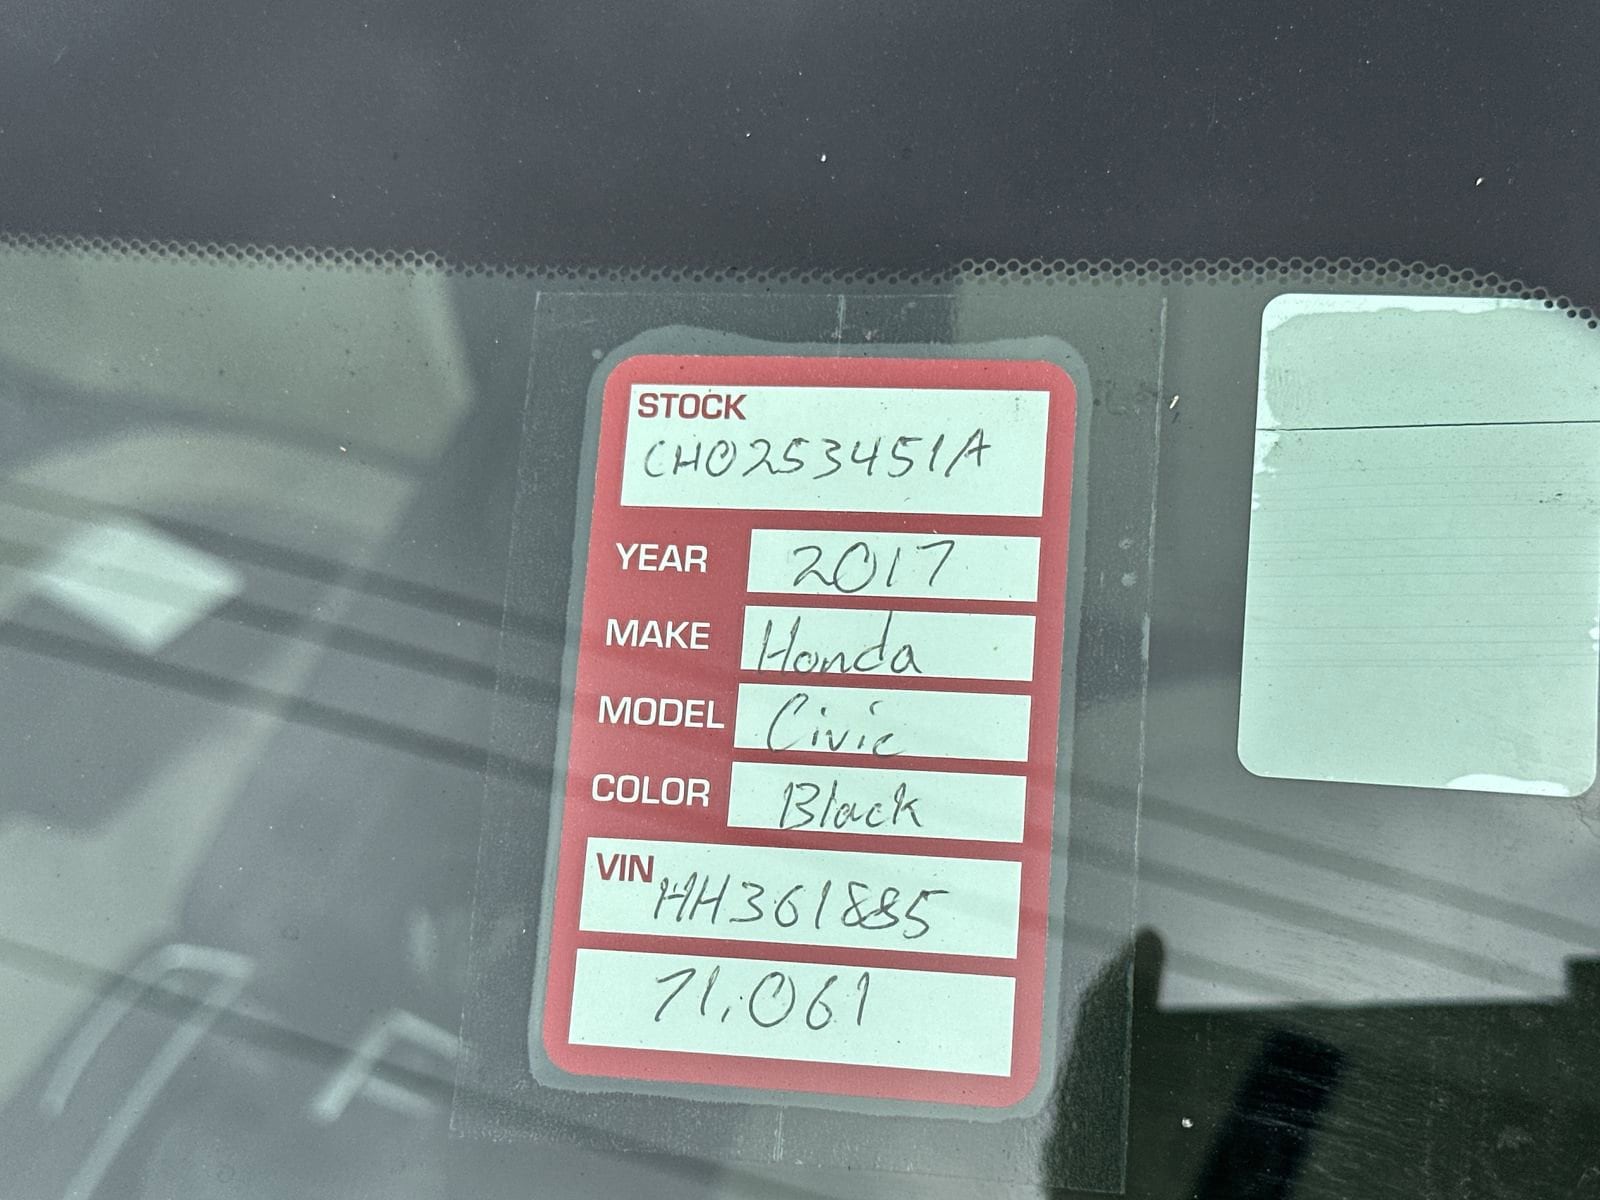 STOCK
CH0253451A
YEAR 2017
MAKE Honda
MODEL Civic
COLOR Black
VIN HH361885
71,061